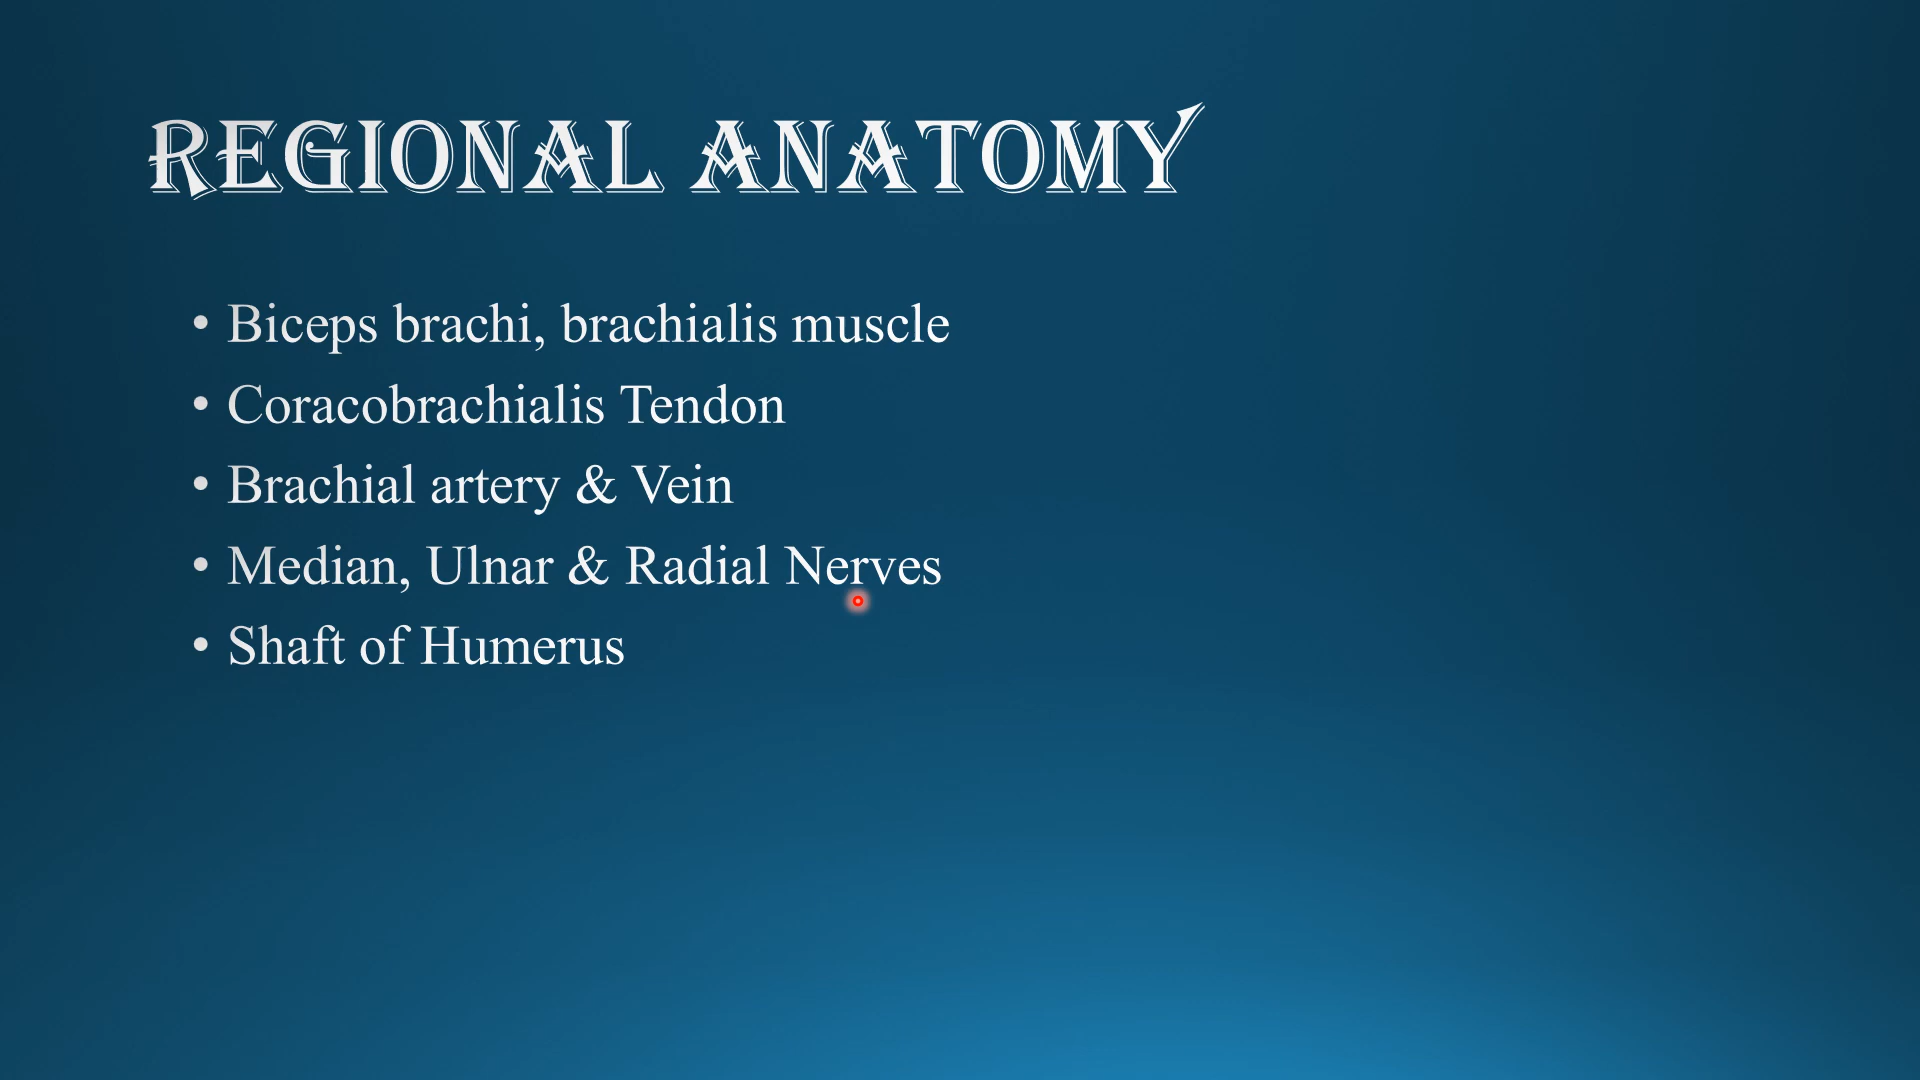 REGIONAL ANATOMY
• Biceps brachi, brachialis muscle
• Coracobrachialis Tendon
• Brachial artery & Vein
• Median, Ulnar & Radial Nerves
• Shaft of Humerus